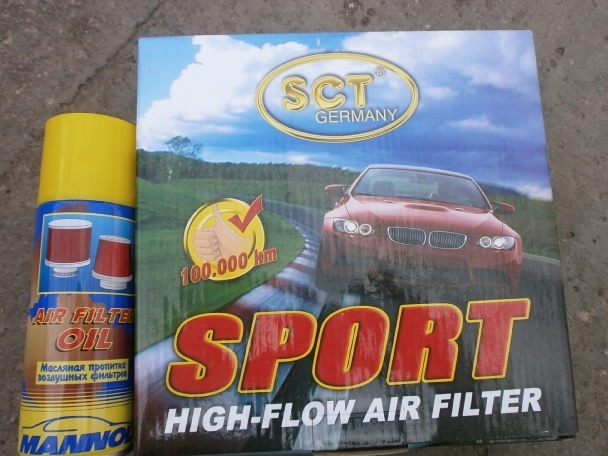 SCT®
GERMANY
100.000 km
SPORT
HIGH-FLOW AIR FILTER
AIR FILTER
OIL
Масляная пропитка
воздушных фильтров
MANNOL